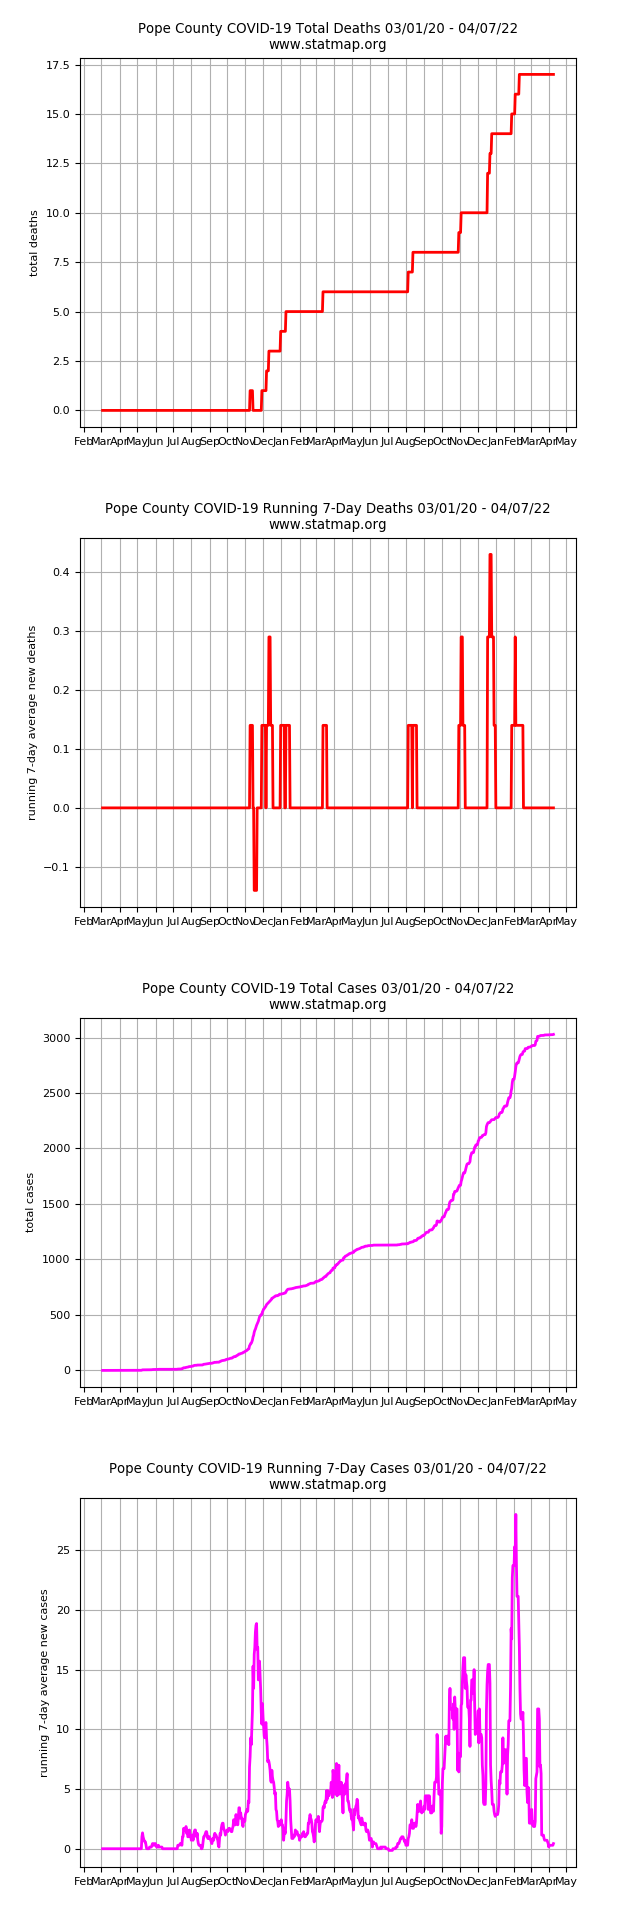 Pope County COVID-19 Total Deaths 03/01/20 - 04/07/22
www.statmap.org
17.5
15.0
12.5
10.0
7.5
5.0
2.5
0.0
total deaths
Feb Mar Apr May Jun Jul Aug Sep Oct Nov Dec Jan Feb Mar Apr May Jun Jul Aug Sep Oct Nov Dec Jan Feb Mar Apr May
Pope County COVID-19 Running 7-Day Deaths 03/01/20 - 04/07/22
www.statmap.org
0.4
0.3
0.2
0.1
0.0
−0.1
running 7-day average new deaths
Feb Mar Apr May Jun Jul Aug Sep Oct Nov Dec Jan Feb Mar Apr May Jun Jul Aug Sep Oct Nov Dec Jan Feb Mar Apr May
Pope County COVID-19 Total Cases 03/01/20 - 04/07/22
www.statmap.org
3000
2500
2000
1500
1000
500
0
total cases
Feb Mar Apr May Jun Jul Aug Sep Oct Nov Dec Jan Feb Mar Apr May Jun Jul Aug Sep Oct Nov Dec Jan Feb Mar Apr May
Pope County COVID-19 Running 7-Day Cases 03/01/20 - 04/07/22
www.statmap.org
25
20
15
10
5
0
running 7-day average new cases
Feb Mar Apr May Jun Jul Aug Sep Oct Nov Dec Jan Feb Mar Apr May Jun Jul Aug Sep Oct Nov Dec Jan Feb Mar Apr May